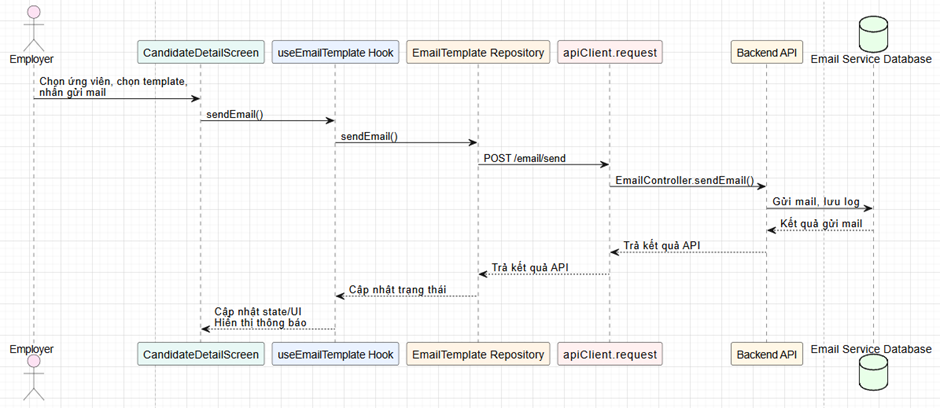 Employer
CandidateDetailScreen
useEmailTemplate Hook
EmailTemplate Repository
apiClient.request
Backend API
Email Service Database
Chọn ứng viên, chọn template,
nhấn gửi mail
sendEmail()
sendEmail()
POST /email/send
EmailController.sendEmail()
Gửi mail, lưu log
Kết quả gửi mail
Trả kết quả API
Trả kết quả API
Cập nhật trạng thái
Cập nhật state/UI
Hiển thị thông báo
Employer
CandidateDetailScreen
useEmailTemplate Hook
EmailTemplate Repository
apiClient.request
Backend API
Email Service Database